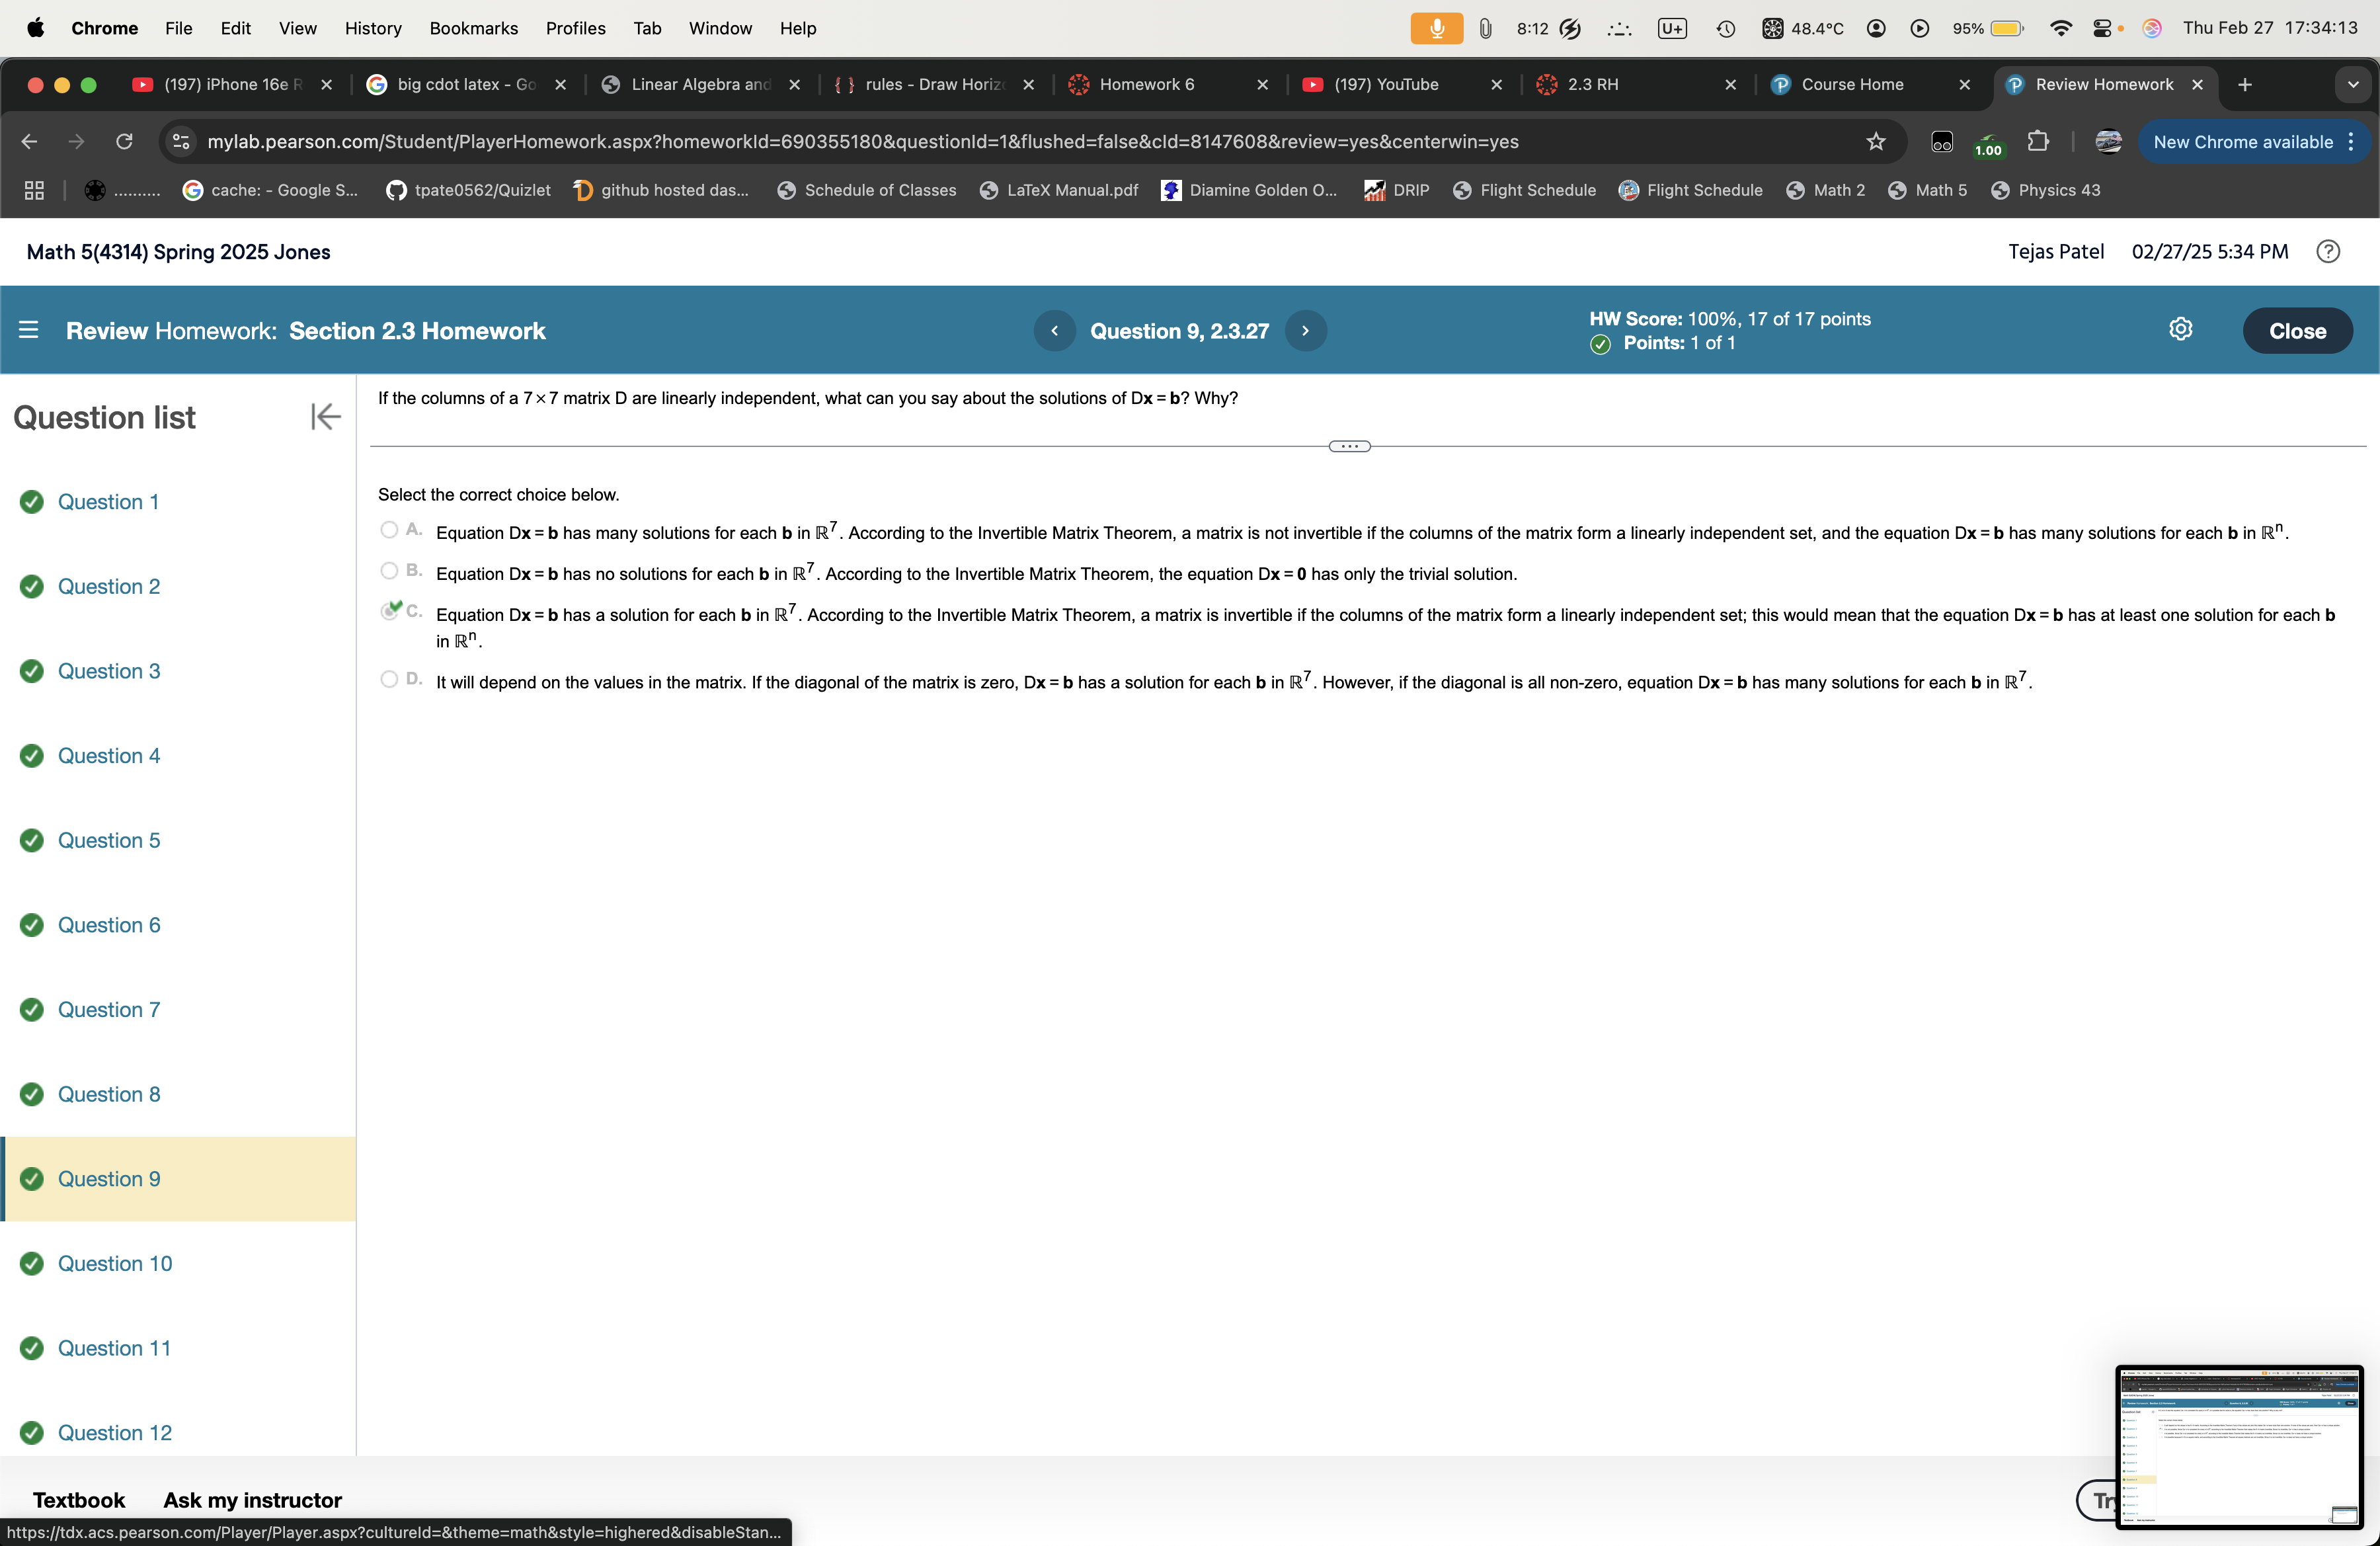 Chrome File Edit View History Bookmarks Profiles Tab Window Help 8:12 U+ 48.4°C 95% Thu Feb 27 17:34:13
(197) iPhone 16e R big cdot latex - Go Linear Algebra and { } rules - Draw Horizo Homework 6 (197) YouTube 2.3 RH Course Home Review Homework
mylab.pearson.com/Student/PlayerHomework.aspx?homeworkId=690355180&questionId=1&flushed=false&cId=8147608&review=yes&centerwin=yes 1.00 New Chrome available
.......... cache: - Google S... tpate0562/Quizlet github hosted das... Schedule of Classes LaTeX Manual.pdf Diamine Golden O... DRIP Flight Schedule Flight Schedule Math 2 Math 5 Physics 43
Math 5(4314) Spring 2025 Jones Tejas Patel 02/27/25 5:34 PM ?
Review Homework: Section 2.3 Homework Question 9, 2.3.27 HW Score: 100%, 17 of 17 points
Points: 1 of 1
Close
Question list
Question 1
Question 2
Question 3
Question 4
Question 5
Question 6
Question 7
Question 8
Question 9
Question 10
Question 11
Question 12
If the columns of a 7×7 matrix D are linearly independent, what can you say about the solutions of Dx = b? Why?
Select the correct choice below.
A. Equation Dx = b has many solutions for each b in ℝ⁷. According to the Invertible Matrix Theorem, a matrix is not invertible if the columns of the matrix form a linearly independent set, and the equation Dx = b has many solutions for each b in ℝⁿ.
B. Equation Dx = b has no solutions for each b in ℝ⁷. According to the Invertible Matrix Theorem, the equation Dx = 0 has only the trivial solution.
C. Equation Dx = b has a solution for each b in ℝ⁷. According to the Invertible Matrix Theorem, a matrix is invertible if the columns of the matrix form a linearly independent set; this would mean that the equation Dx = b has at least one solution for each b
in ℝⁿ.
D. It will depend on the values in the matrix. If the diagonal of the matrix is zero, Dx = b has a solution for each b in ℝ⁷. However, if the diagonal is all non-zero, equation Dx = b has many solutions for each b in ℝ⁷.
Textbook Ask my instructor
https://tdx.acs.pearson.com/Player/Player.aspx?cultureId=&theme=math&style=highered&disableStan...